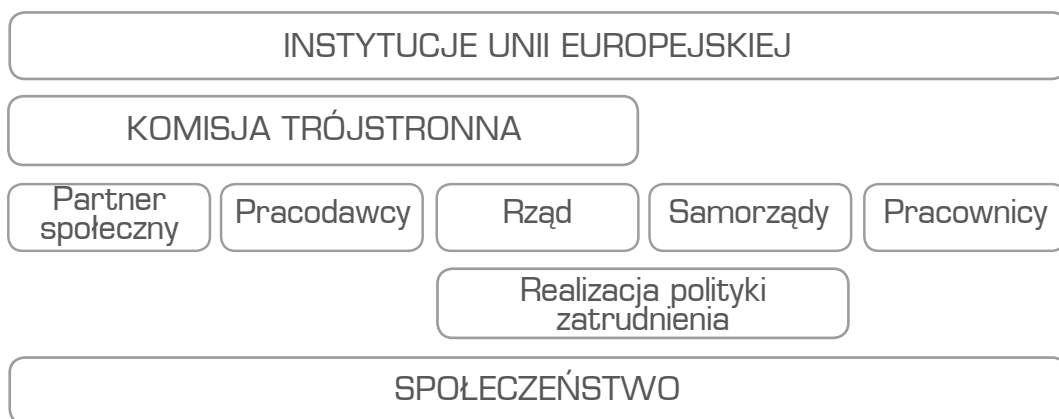 INSTYTUCJE UNII EUROPEJSKIEJ
KOMISJA TRÓJSTRONNA
Partner
społeczny
Pracodawcy
Rząd
Samorządy
Pracownicy
Realizacja polityki
zatrudnienia
SPOŁECZEŃSTWO